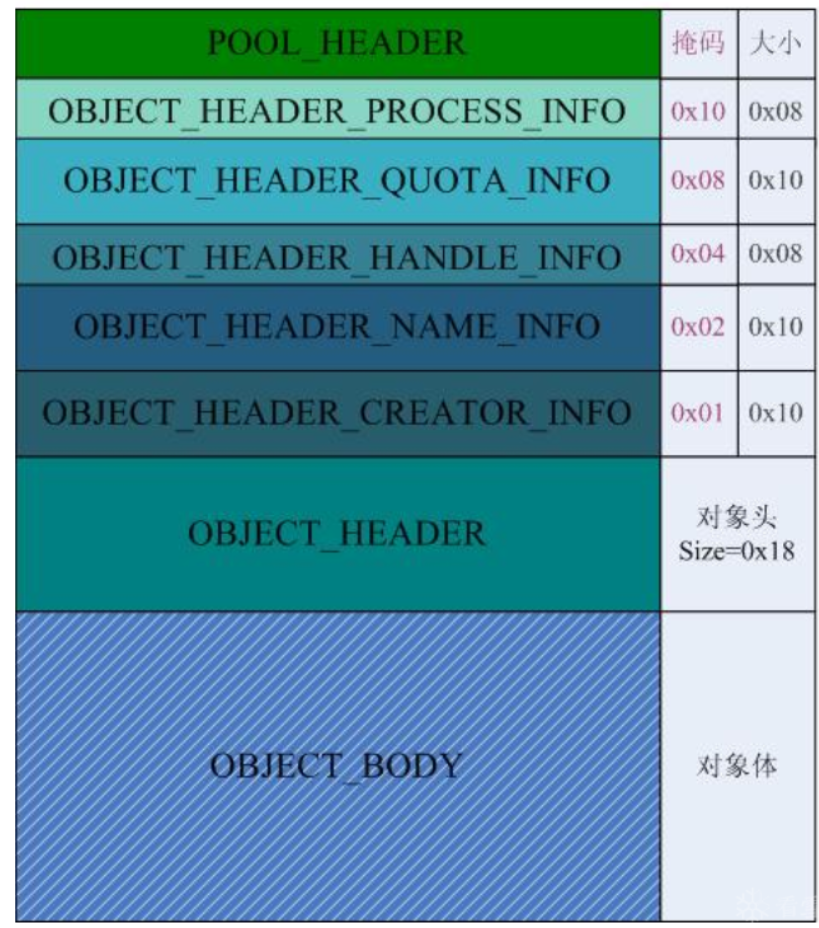 POOL_HEADER 掩码 大小
OBJECT_HEADER_PROCESS_INFO 0x10 0x08
OBJECT_HEADER_QUOTA_INFO 0x08 0x10
OBJECT_HEADER_HANDLE_INFO 0x04 0x08
OBJECT_HEADER_NAME_INFO 0x02 0x10
OBJECT_HEADER_CREATOR_INFO 0x01 0x10
OBJECT_HEADER
对象头
Size=0x18
OBJECT_BODY 对象体